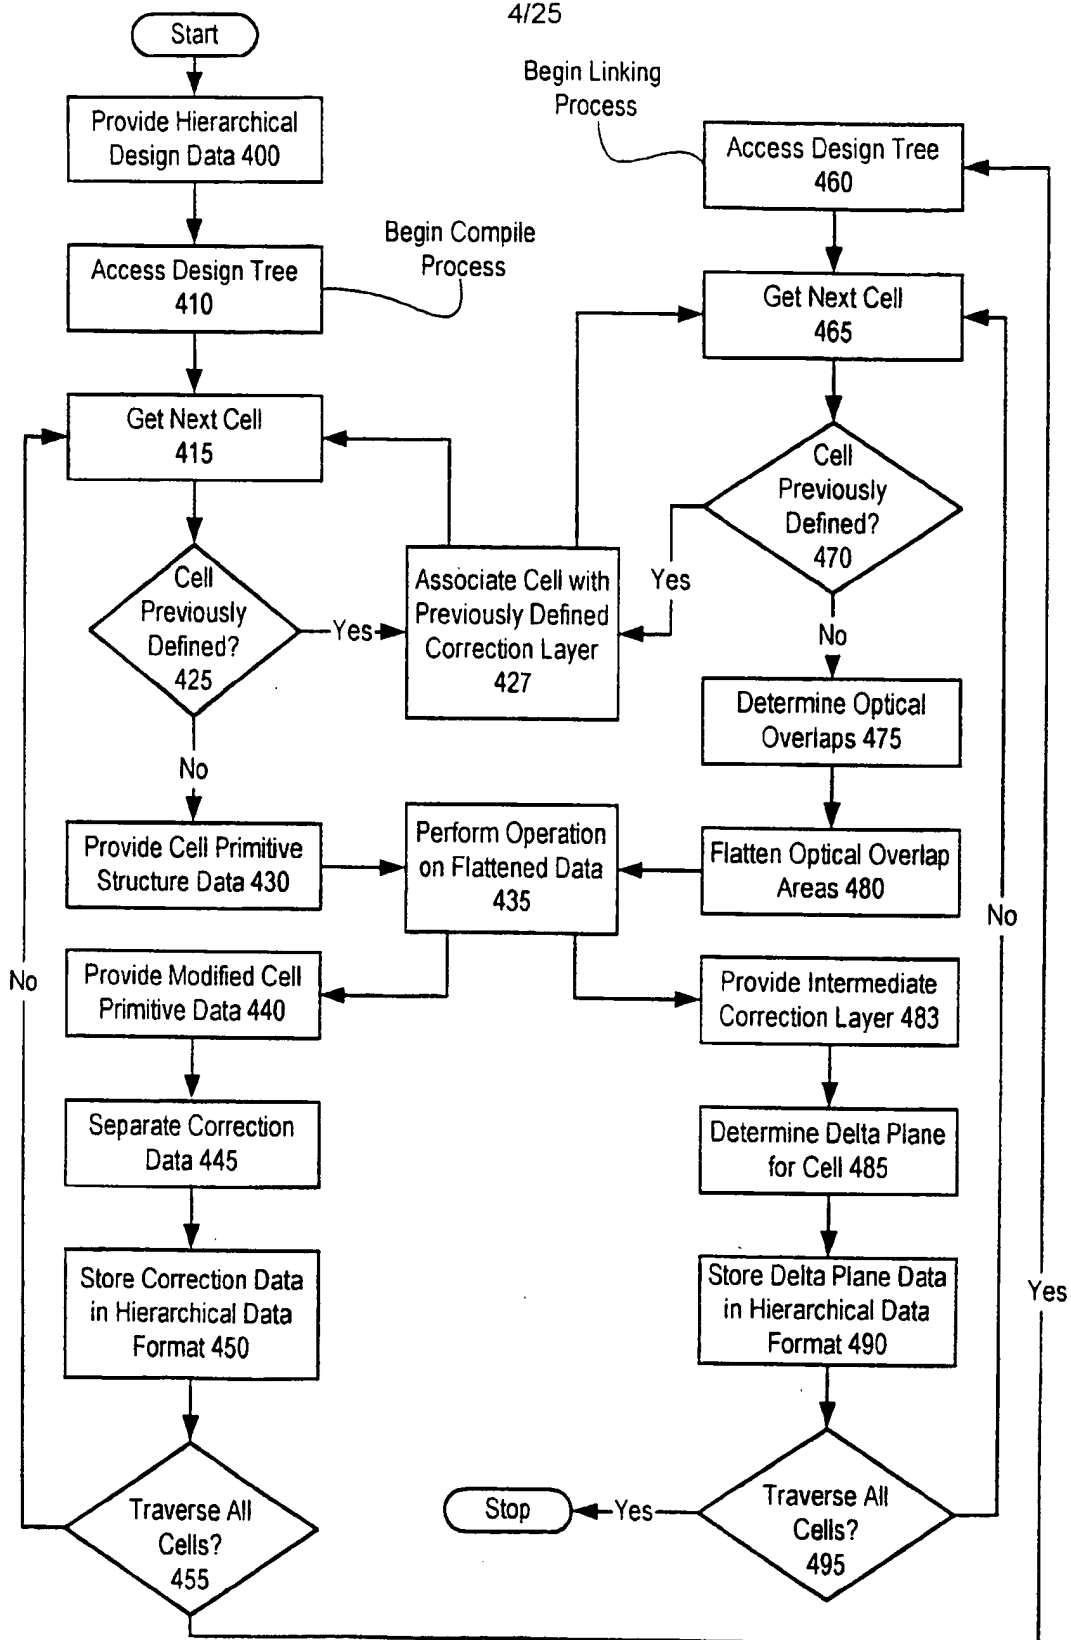 4/25
Start
Provide Hierarchical
Design Data 400
Access Design Tree
410
Begin Compile
Process
Get Next Cell
415
Cell
Previously
Defined?
425
Yes
No
Associate Cell with
Previously Defined
Correction Layer
427
Provide Cell Primitive
Structure Data 430
Perform Operation
on Flattened Data
435
Provide Modified Cell
Primitive Data 440
Separate Correction
Data 445
Store Correction Data
in Hierarchical Data
Format 450
Traverse All
Cells?
455
No
Yes
Begin Linking
Process
Access Design Tree
460
Get Next Cell
465
Cell
Previously
Defined?
470
Yes
No
Determine Optical
Overlaps 475
Flatten Optical Overlap
Areas 480
Provide Intermediate
Correction Layer 483
Determine Delta Plane
for Cell 485
Store Delta Plane Data
in Hierarchical Data
Format 490
Traverse All
Cells?
495
No
Yes
Stop